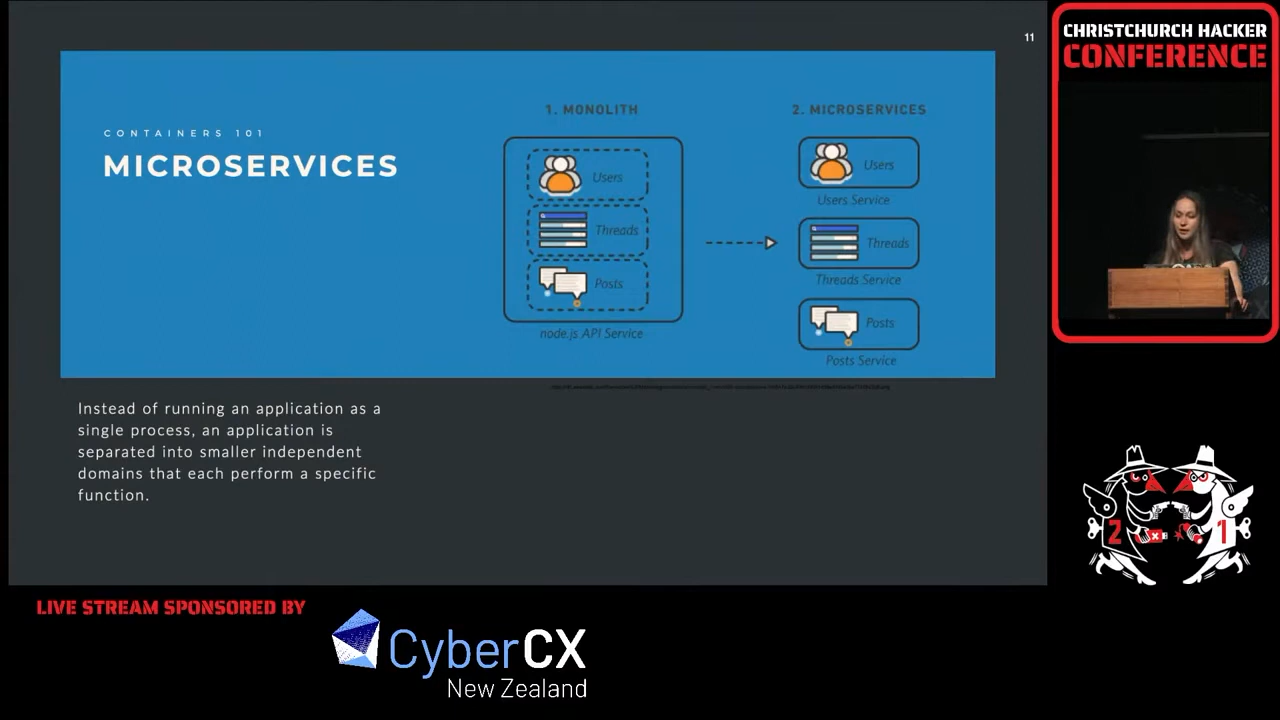 11
CONTAINERS 101
MICROSERVICES
1. MONOLITH
Users
Threads
Posts
node.js API Service
2. MICROSERVICES
Users
Users Service
Threads
Threads Service
Posts
Posts Service
Instead of running an application as a
single process, an application is
separated into smaller independent
domains that each perform a specific
function.
CHRISTCHURCH HACKER
CONFERENCE
2 1
LIVE STREAM SPONSORED BY
CyberCX
New Zealand